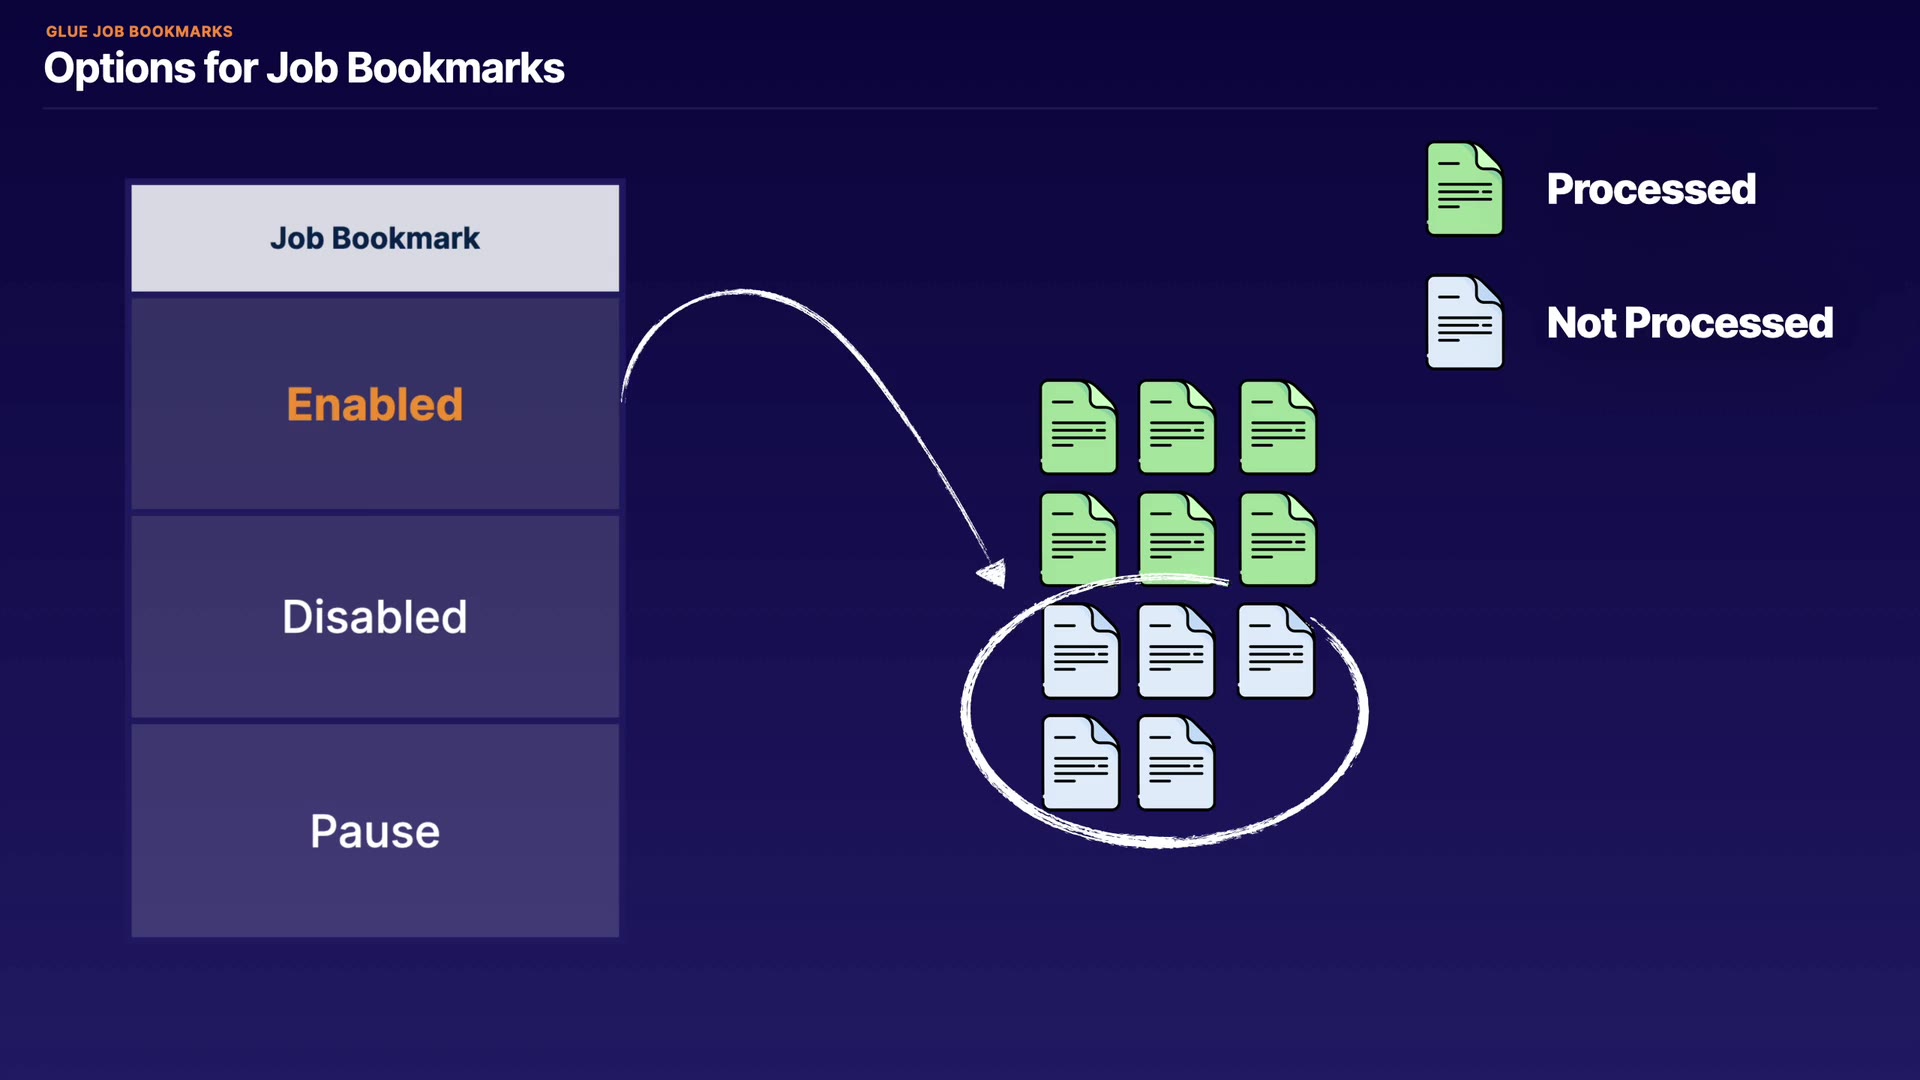 GLUE JOB BOOKMARKS
Options for Job Bookmarks
Job Bookmark
Enabled
Disabled
Pause
Processed
Not Processed